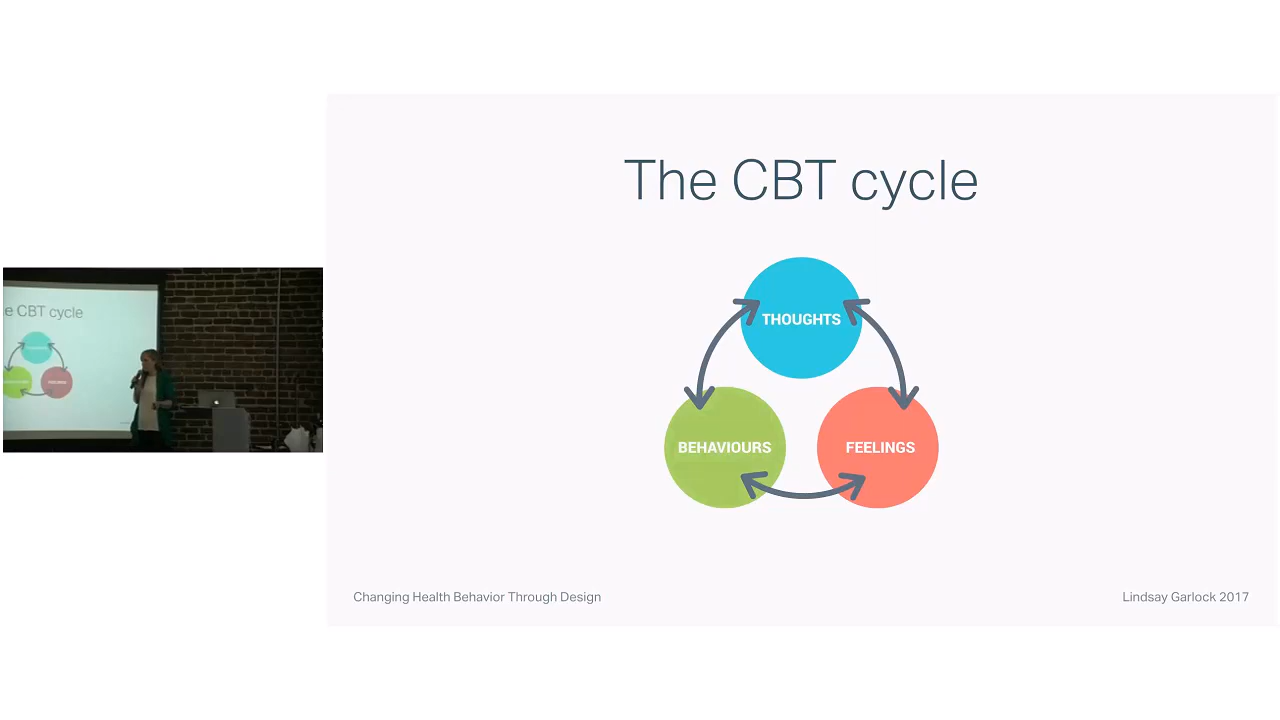 The CBT cycle
THOUGHTS
BEHAVIOURS
FEELINGS
Changing Health Behavior Through Design
Lindsay Garlock 2017
e CBT cycle